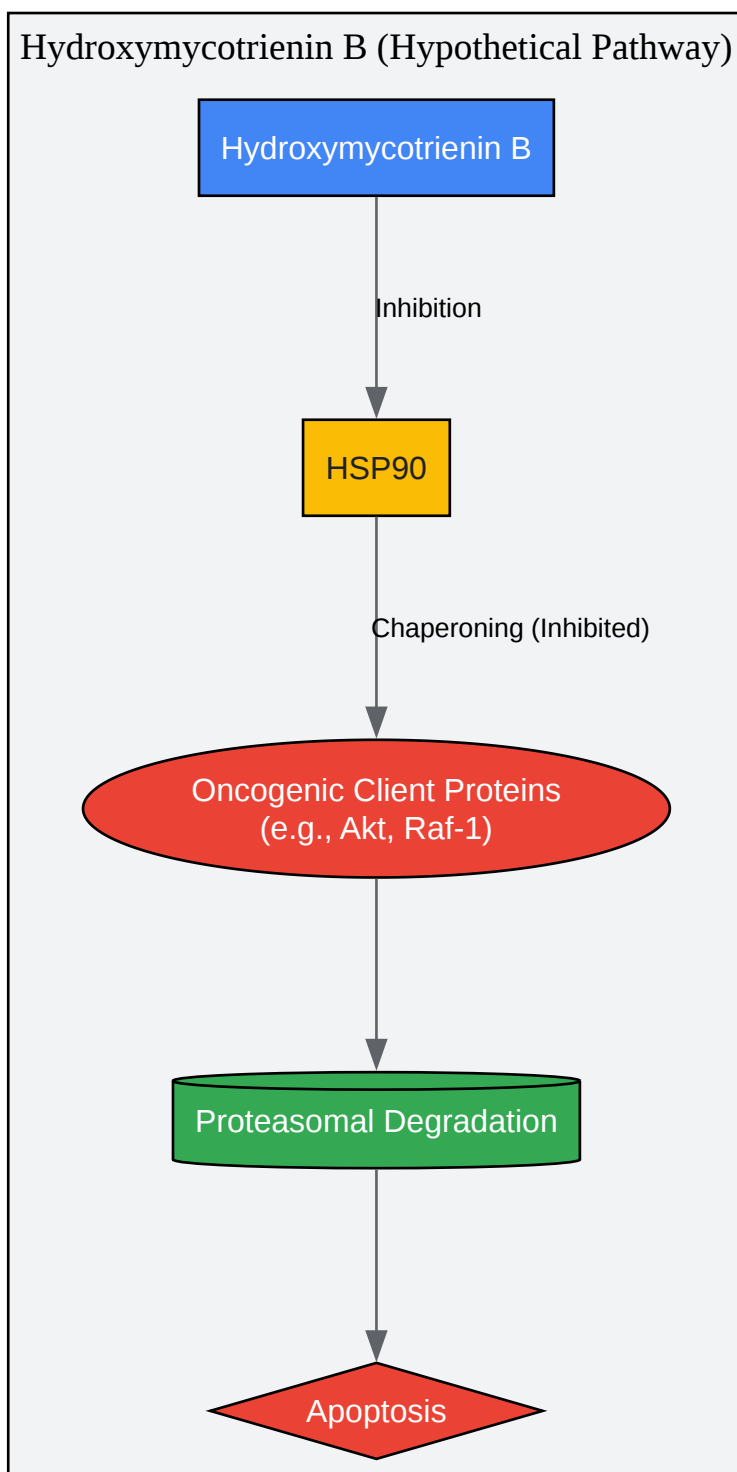 Hydroxymycotrienin B (Hypothetical Pathway)
Hydroxymycotrienin B
Inhibition
HSP90
Chaperoning (Inhibited)
Oncogenic Client Proteins
(e.g., Akt, Raf-1)
Proteasomal Degradation
Apoptosis